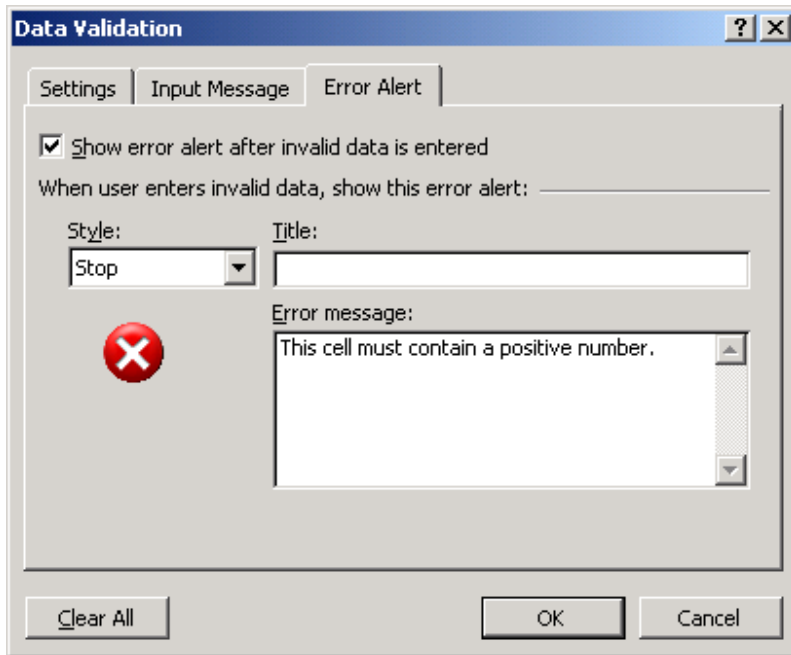 Data Validation
Settings Input Message Error Alert
Show error alert after invalid data is entered
When user enters invalid data, show this error alert:
Style: Title:
Stop
Error message:
This cell must contain a positive number.
Clear All OK Cancel